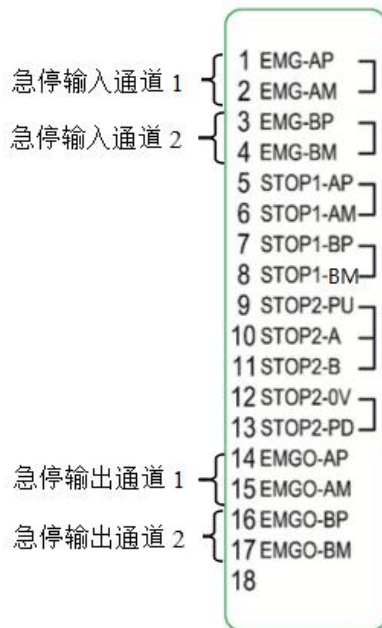 急停输入通道 1
急停输入通道 2
急停输出通道 1
急停输出通道 2
1 EMG-AP
2 EMG-AM
3 EMG-BP
4 EMG-BM
5 STOP1-AP
6 STOP1-AM
7 STOP1-BP
8 STOP1-BM
9 STOP2-PU
10 STOP2-A
11 STOP2-B
12 STOP2-0V
13 STOP2-PD
14 EMGO-AP
15 EMGO-AM
16 EMGO-BP
17 EMGO-BM
18